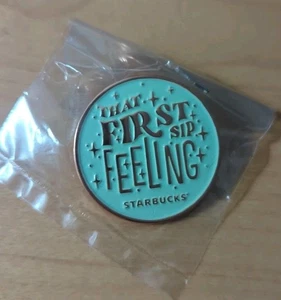 THAT
FIRST
SIP
FEELING
STARBUCKS